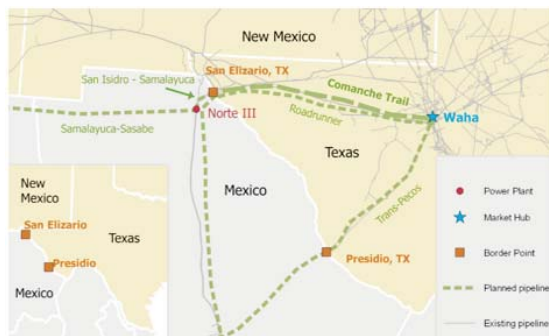 New Mexico
San Isidro - Samalayuca
San Elizario, TX
Comanche Trail
Norte III
Roadrunner
Waha
Samalayuca-Sasabe
Texas
Mexico
Trans-Pecos
Presidio, TX
New
Mexico
San Elizario
Texas
Presidio
Mexico
Power Plant
Market Hub
Border Point
Planned pipeline
Existing pipeline